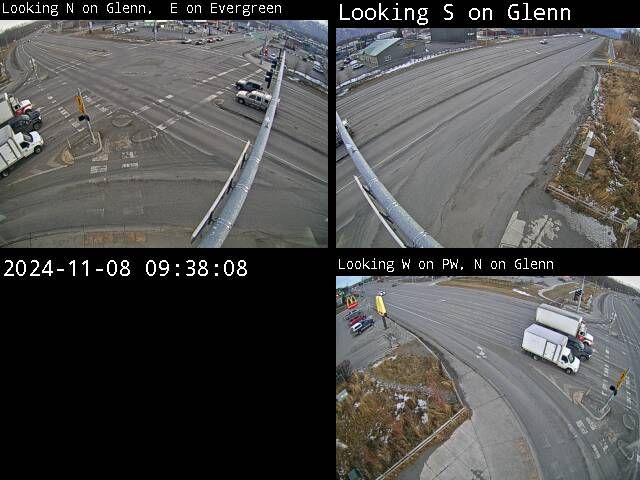 Looking N on Glenn, E on Evergreen
Looking S on Glenn
2024-11-08 09:38:08
Looking W on PW, N on Glenn